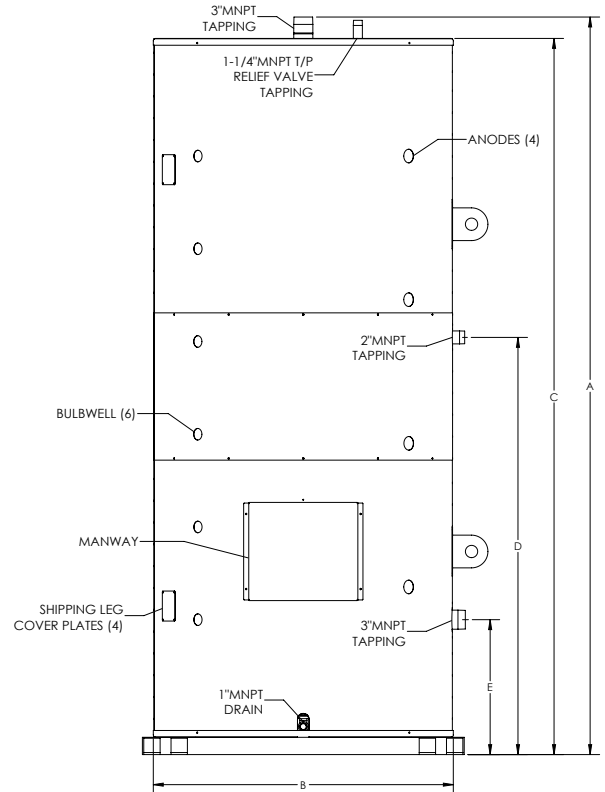 3"MNPT
TAPPING
1-1/4"MNPT T/P
RELIEF VALVE
TAPPING
ANODES (4)
2"MNPT
TAPPING
A
C
BULBWELL (6)
D
MANWAY
SHIPPING LEG
COVER PLATES (4)
3"MNPT
TAPPING
E
1"MNPT
DRAIN
B